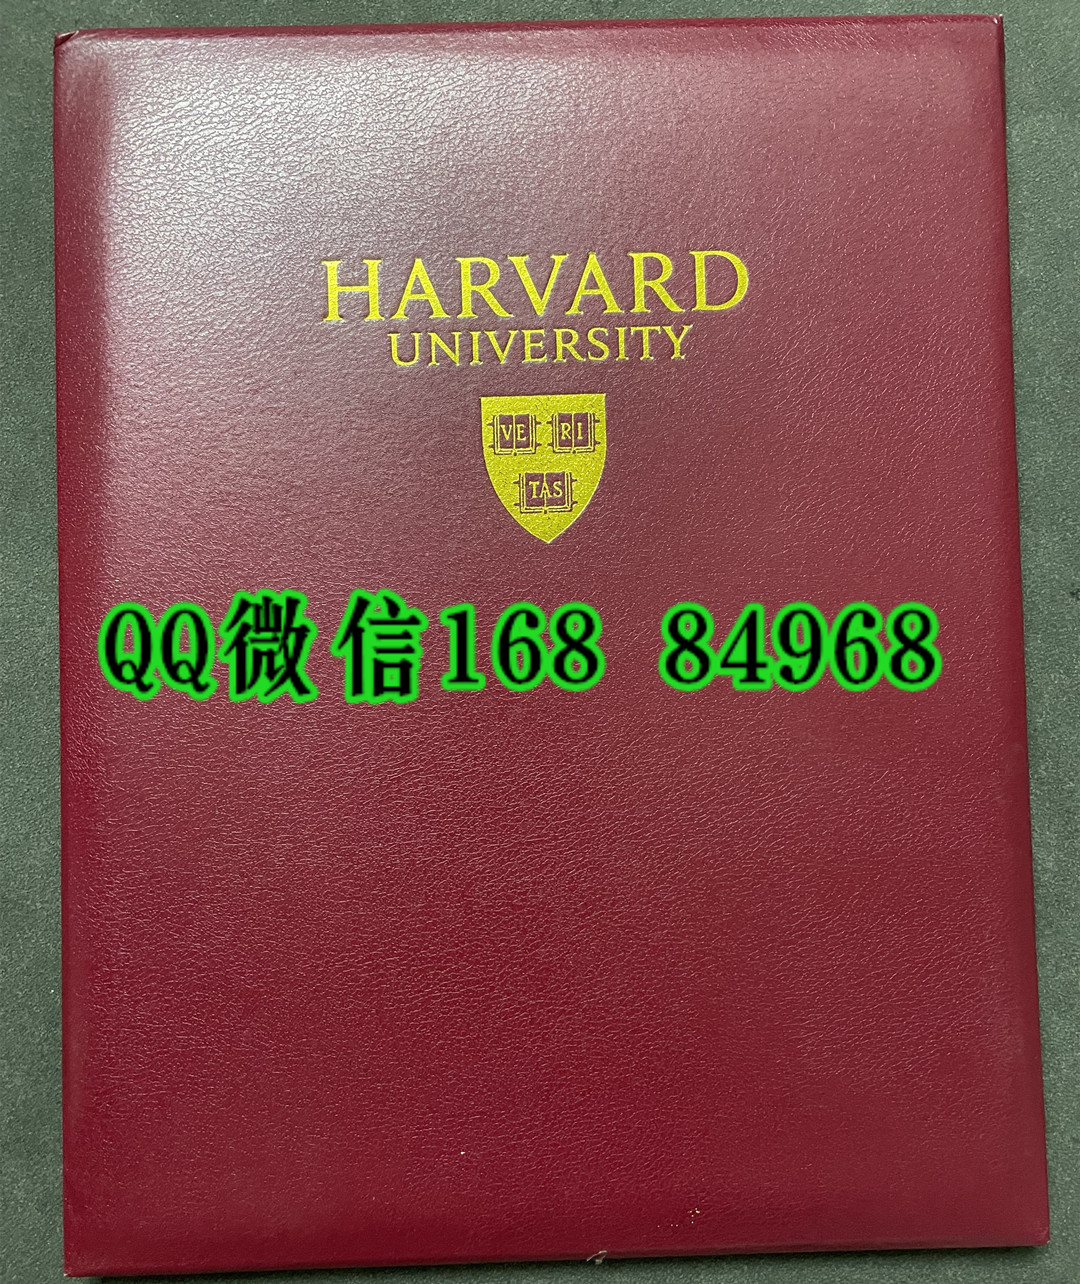 HARVARD
UNIVERSITY
VE RI
TAS
QQ微信168 84968